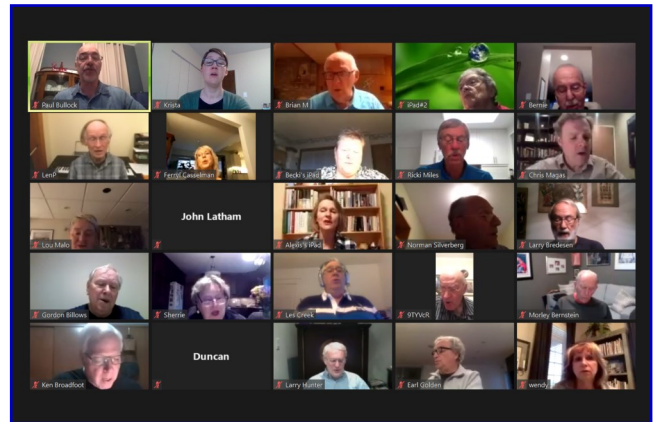 Paul Bullock
Krista
Brian M
iPad#2
Bernie
LenP
Ferryl Casselman
Becki's iPad
Ricki Miles
Chris Magas
Lou Malo
John Latham
Alexis's iPad
Norman Silverberg
Larry Bredesen
Gordon Billows
Sherrie
Les Creek
9TYVcR
Morley Bernstein
Ken Broadfoot
Duncan
Larry Hunter
Earl Golden
wendy